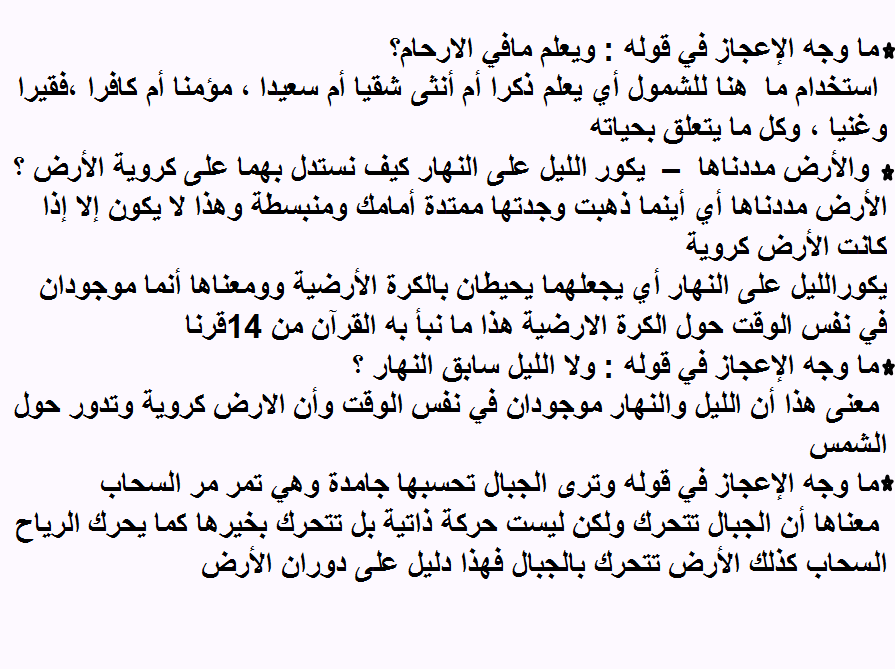 *ما وجه الإعجاز في قوله : ويعلم مافي الارحام؟
استخدام ما هنا للشمول أي يعلم ذكرا أم أنثى شقيا أم سعيدا ، مؤمنا أم كافرا ،فقيرا
وغنيا ، وكل ما يتعلق بحياته
* والأرض مددناها – يكور الليل على النهار كيف نستدل بهما على كروية الأرض ؟
الأرض مددناها أي أينما ذهبت وجدتها ممتدة أمامك ومنبسطة وهذا لا يكون إلا إذا
كانت الأرض كروية
يكورالليل على النهار أي يجعلهما يحيطان بالكرة الأرضية وومعناها أنما موجودان
في نفس الوقت حول الكرة الارضية هذا ما نبأ به القرآن من 14قرنا
*ما وجه الإعجاز في قوله : ولا الليل سابق النهار ؟
معنى هذا أن الليل والنهار موجودان في نفس الوقت وأن الارض كروية وتدور حول
الشمس
*ما وجه الإعجاز في قوله وترى الجبال تحسبها جامدة وهي تمر مر السحاب
معناها أن الجبال تتحرك ولكن ليست حركة ذاتية بل تتحرك بخيرها كما يحرك الرياح
السحاب كذلك الأرض تتحرك بالجبال فهذا دليل على دوران الأرض